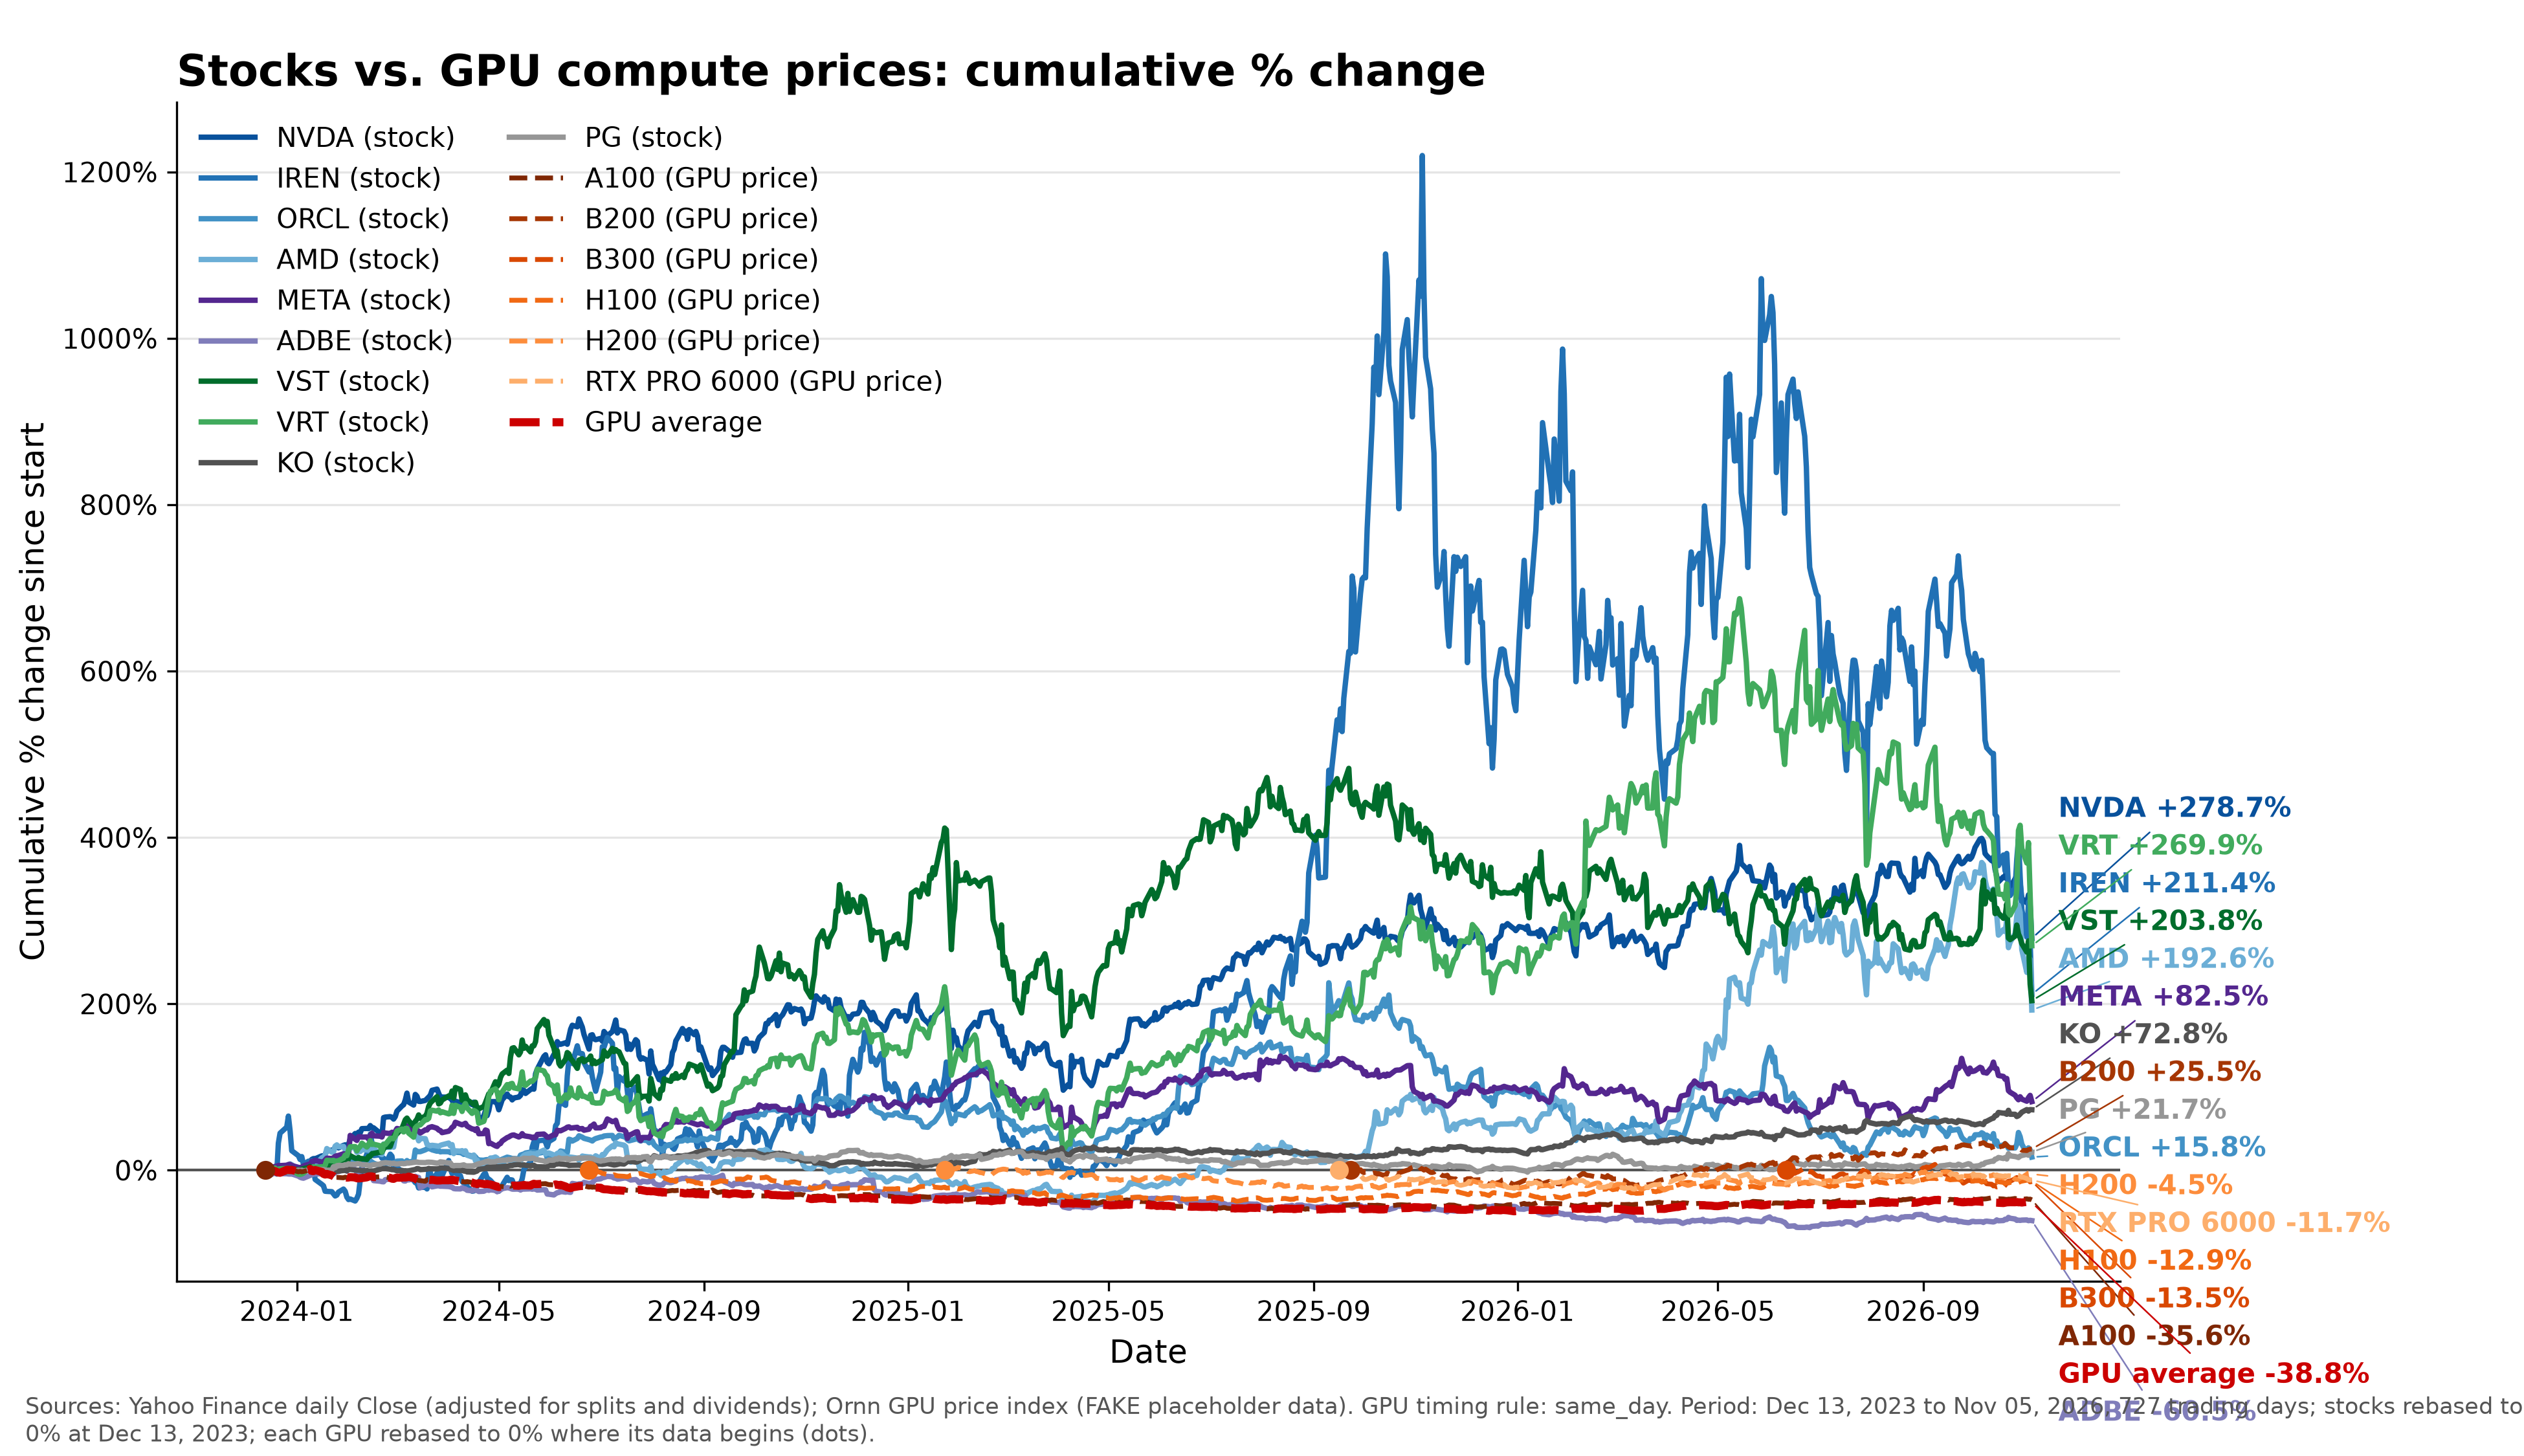 Stocks vs. GPU compute prices: cumulative % change
NVDA (stock)
IREN (stock)
ORCL (stock)
AMD (stock)
META (stock)
ADBE (stock)
VST (stock)
VRT (stock)
KO (stock)
PG (stock)
A100 (GPU price)
B200 (GPU price)
B300 (GPU price)
H100 (GPU price)
H200 (GPU price)
RTX PRO 6000 (GPU price)
GPU average
Cumulative % change since start
1200%
1000%
800%
600%
400%
200%
0%
NVDA +278.7%
VRT +269.9%
IREN +211.4%
VST +203.8%
AMD +192.6%
META +82.5%
KO +72.8%
B200 +25.5%
PG +21.7%
ORCL +15.8%
H200 -4.5%
RTX PRO 6000 -11.7%
H100 -12.9%
B300 -13.5%
A100 -35.6%
GPU average -38.8%
ADBE -60.5%
2024-01
2024-05
2024-09
2025-01
2025-05
2025-09
2026-01
2026-05
2026-09
Date
Sources: Yahoo Finance daily Close (adjusted for splits and dividends); Ornn GPU price index (FAKE placeholder data). GPU timing rule: same_day. Period: Dec 13, 2023 to Nov 05, 2026, 727 trading days; stocks rebased to
0% at Dec 13, 2023; each GPU rebased to 0% where its data begins (dots).